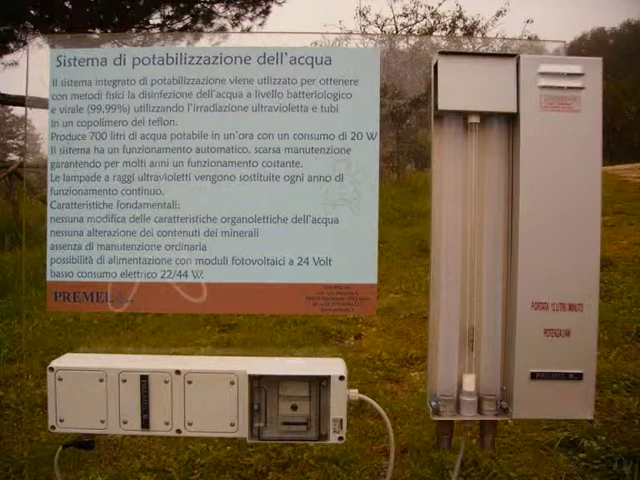 Sistema di potabilizzazione dell'acqua
Il sistema integrato di potabilizzazione viene utlizzato per ottenere
con metodi fisici la disinfezione dell'acqua a livello batteriologico
e virale (99,99%) utilizzando l'irradiazione ultravioletta e tubi
in un copolimero del teflon.
Produce 700 litri di acqua potabile in un'ora con un consumo di 20 W
Il sistema ha un funzionamento automatico, scarsa manutenzione
garantendo per molti anni un funzionamento costante.
Le lampade a raggi ultravioletti vengono sostituite ogni anno di
funzionamento continuo.
Caratteristiche fondamentali:
nessuna modifica delle caratteristiche organolettiche dell'acqua
nessuna alterazione dei contenuti dei minerali
assenza di manutenzione ordinaria
possibilità di alimentazione con moduli fotovoltaici a 24 Volt
basso consumo elettrico 22/44 W.
PREMEL
PORTATA 12 LITRI/MINUTO
POTENZA 24W
PREMEL